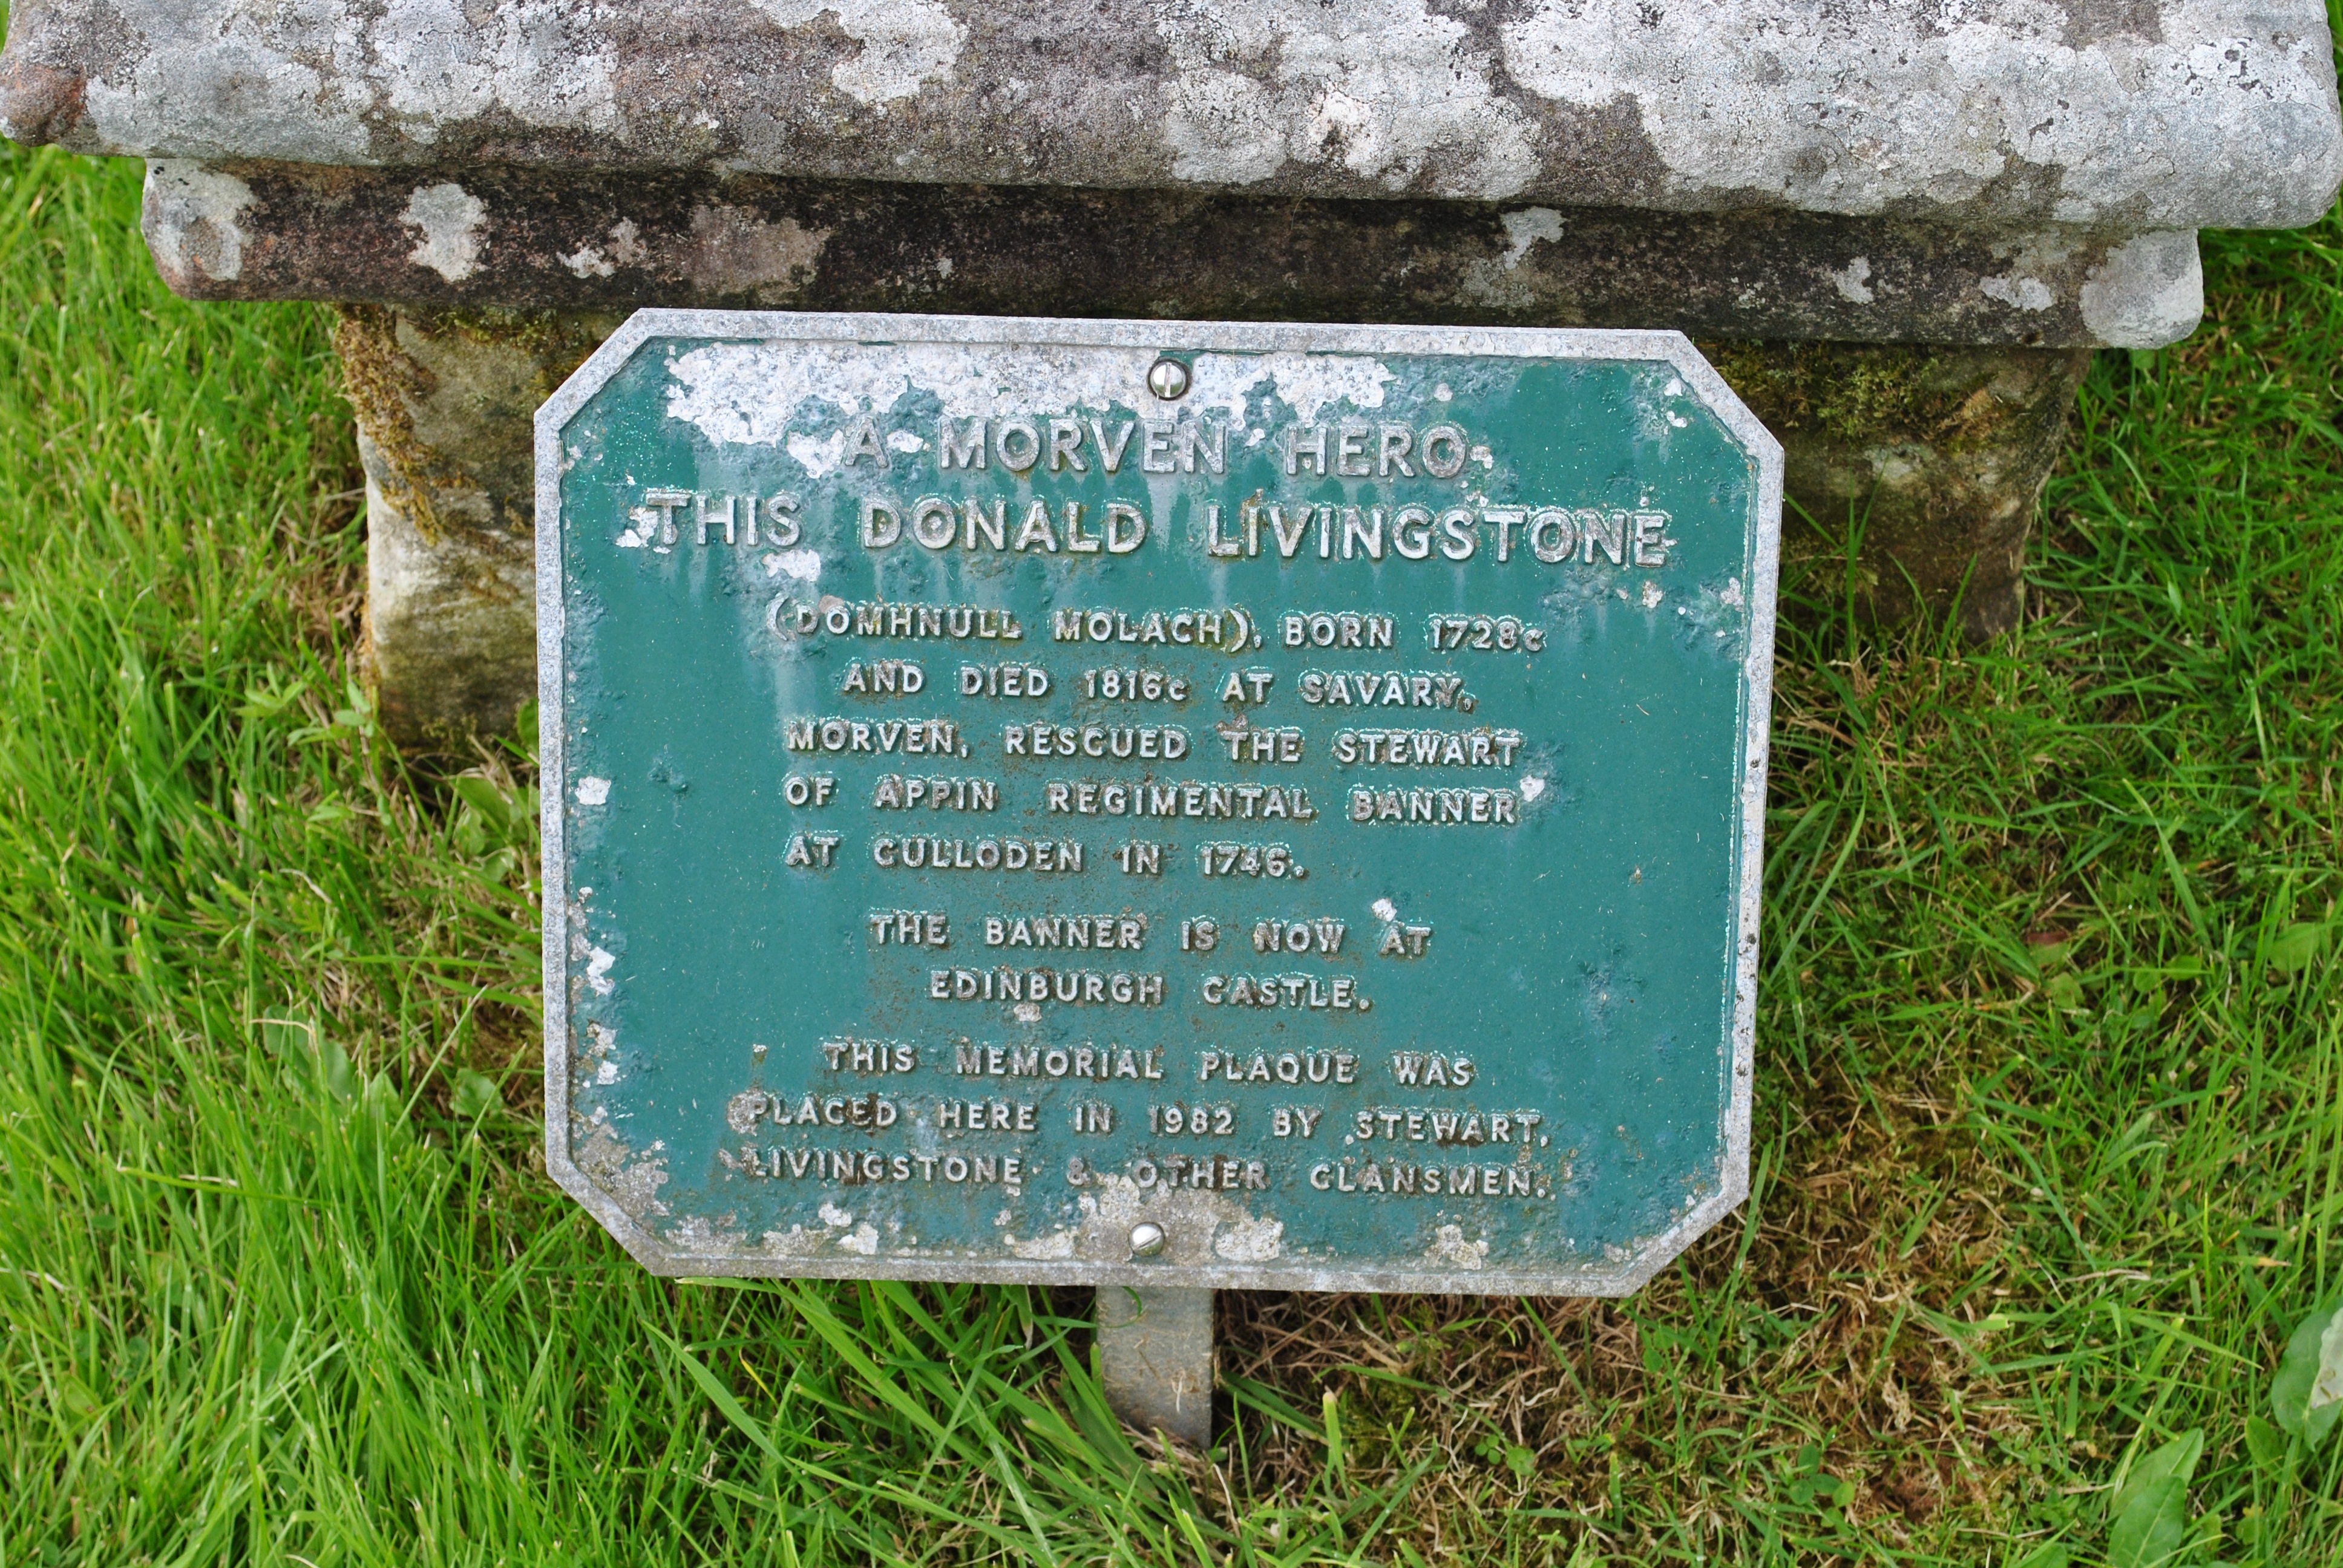 A MORVEN HERO
THIS DONALD LIVINGSTONE
(DOMHNULL MOLACH), BORN 1728c
AND DIED 1816c AT SAVARY,
MORVEN, RESCUED THE STEWART
OF APPIN REGIMENTAL BANNER
AT CULLODEN IN 1746.
THE BANNER IS NOW AT
EDINBURGH CASTLE.
THIS MEMORIAL PLAQUE WAS
PLACED HERE IN 1982 BY STEWART,
LIVINGSTONE & OTHER CLANSMEN.